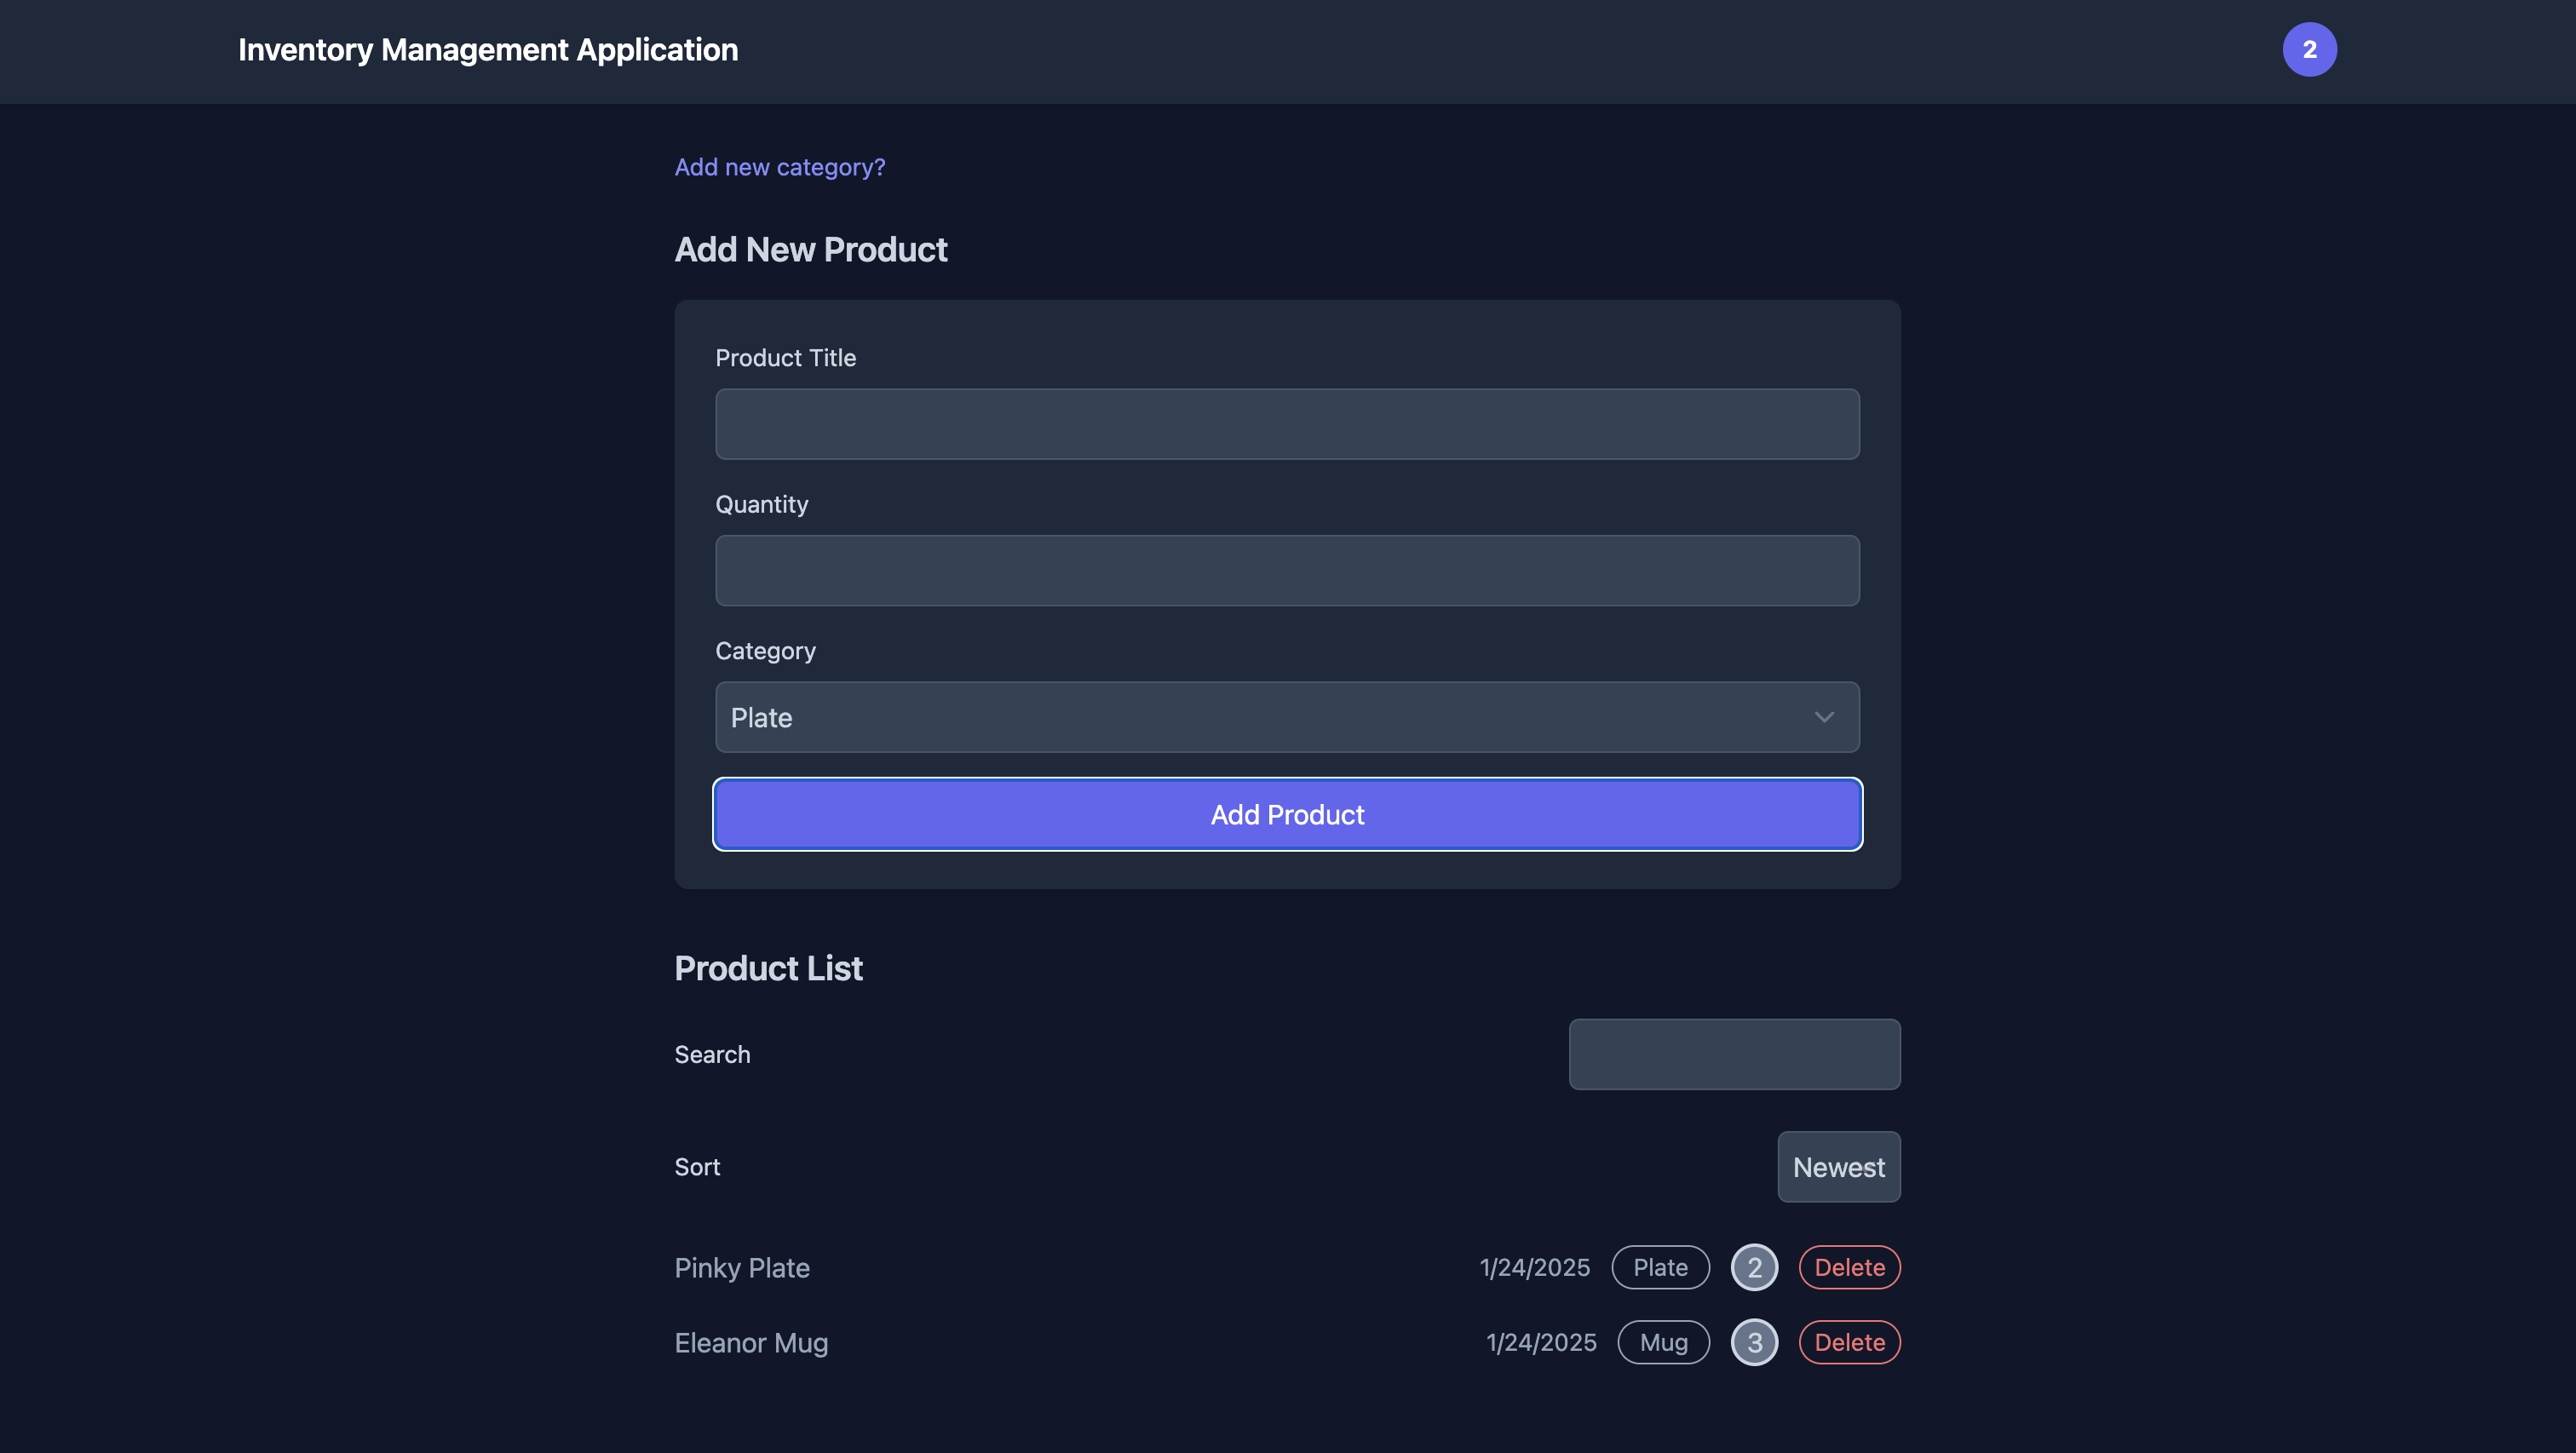 Inventory Management Application
2
Add new category?
Add New Product
Product Title
Quantity
Category
Plate
Add Product
Product List
Search
Sort
Newest
Pinky Plate 1/24/2025 Plate 2 Delete
Eleanor Mug 1/24/2025 Mug 3 Delete